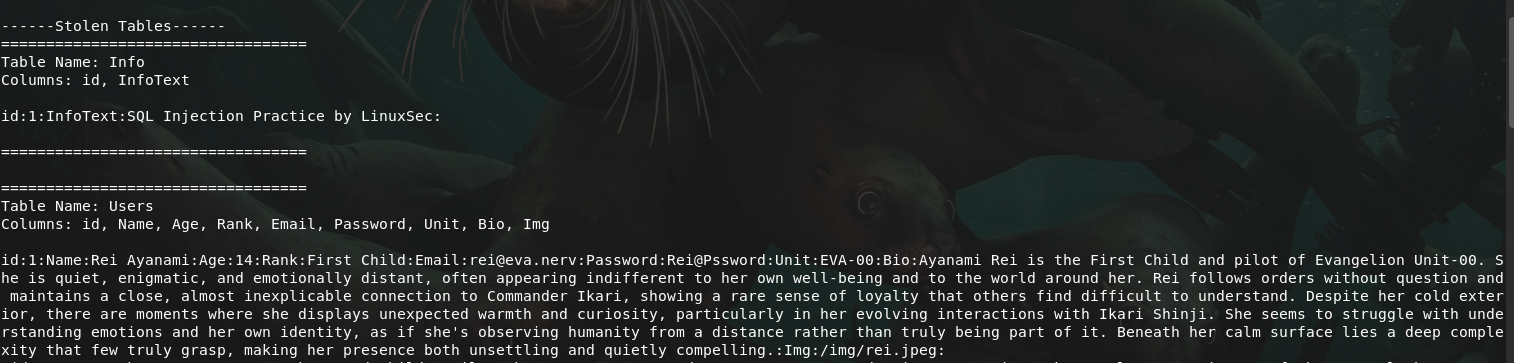 ------Stolen Tables------
==================================
Table Name: Info
Columns: id, InfoText
id:1:InfoText:SQL Injection Practice by LinuxSec:
==================================
==================================
Table Name: Users
Columns: id, Name, Age, Rank, Email, Password, Unit, Bio, Img
id:1:Name:Rei Ayanami:Age:14:Rank:First Child:Email:rei@eva.nerv:Password:Rei@Pssword:Unit:EVA-00:Bio:Ayanami Rei is the First Child and pilot of Evangelion Unit-00. S
he is quiet, enigmatic, and emotionally distant, often appearing indifferent to her own well-being and to the world around her. Rei follows orders without question and
 maintains a close, almost inexplicable connection to Commander Ikari, showing a rare sense of loyalty that others find difficult to understand. Despite her cold exter
ior, there are moments where she displays unexpected warmth and curiosity, particularly in her evolving interactions with Ikari Shinji. She seems to struggle with unde
rstanding emotions and her own identity, as if she's observing humanity from a distance rather than truly being part of it. Beneath her calm surface lies a deep comple
xity that few truly grasp, making her presence both unsettling and quietly compelling.:Img:/img/rei.jpeg: